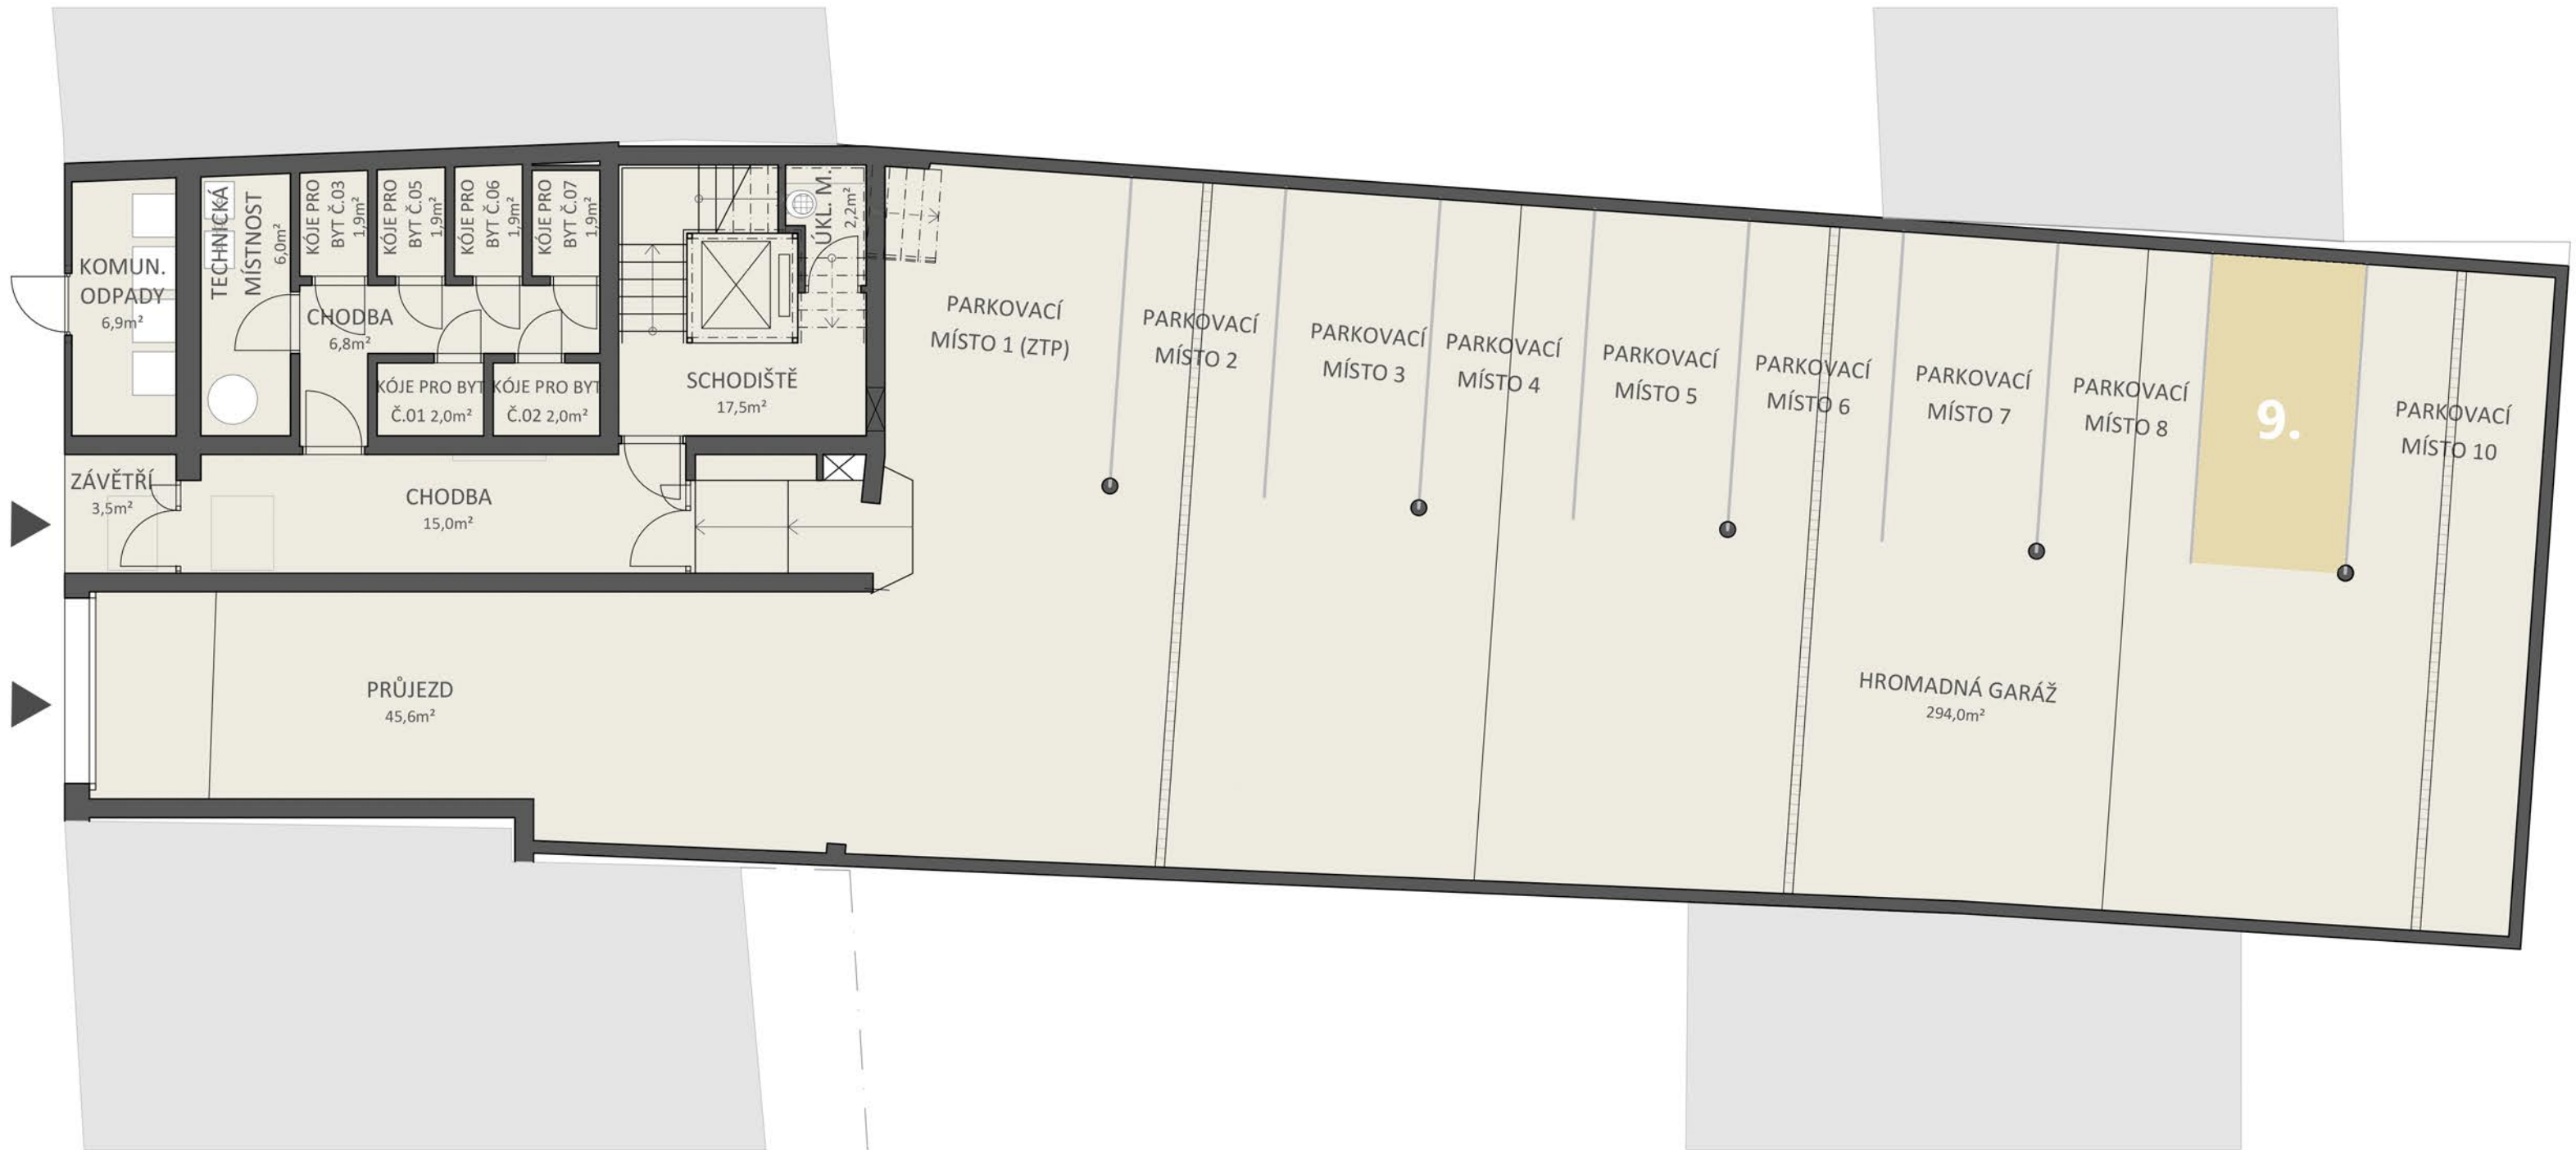 KOMUN.
ODPADY
6,9m²
TECHNICKÁ
MÍSTNOST
6,0m²
KÓJE PRO
BYT Č.03
1,9m²
KÓJE PRO
BYT Č.05
1,9m²
KÓJE PRO
BYT Č.06
1,9m²
KÓJE PRO
BYT Č.07
1,9m²
CHODBA
6,8m²
KÓJE PRO BYT
Č.01 2,0m²
KÓJE PRO BYT
Č.02 2,0m²
SCHODIŠTĚ
17,5m²
ÚKL. M.
2,2m²
ZÁVĚTŘÍ
3,5m²
CHODBA
15,0m²
PRŮJEZD
45,6m²
PARKOVACÍ
MÍSTO 1 (ZTP)
PARKOVACÍ
MÍSTO 2
PARKOVACÍ
MÍSTO 3
PARKOVACÍ
MÍSTO 4
PARKOVACÍ
MÍSTO 5
PARKOVACÍ
MÍSTO 6
PARKOVACÍ
MÍSTO 7
PARKOVACÍ
MÍSTO 8
9.
PARKOVACÍ
MÍSTO 10
HROMADNÁ GARÁŽ
294,0m²